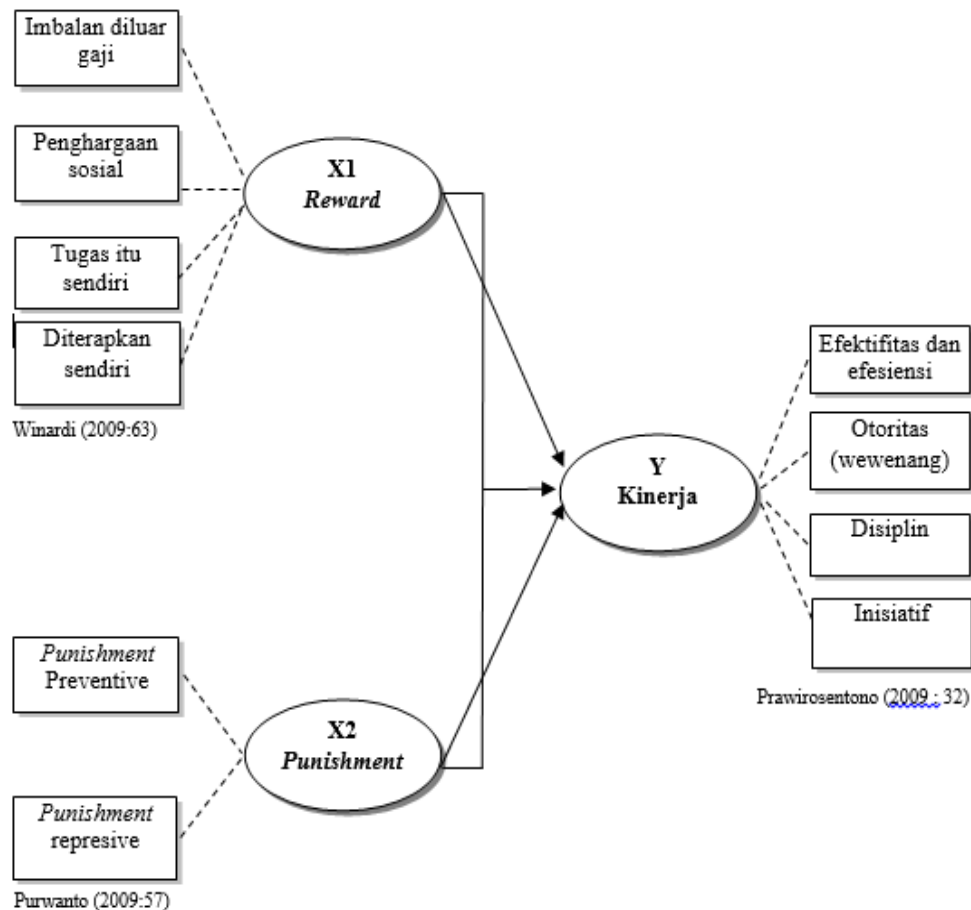 Imbalan diluar
gaji
Penghargaan
sosial
Tugas itu
sendiri
Diterapkan
sendiri
Winardi (2009:63)
X1
Reward
Punishment
Preventive
Punishment
represive
Purwanto (2009:57)
X2
Punishment
Y
Kinerja
Efektifitas dan
efesiensi
Otoritas
(wewenang)
Disiplin
Inisiatif
Prawirosentono (2009 : 32)